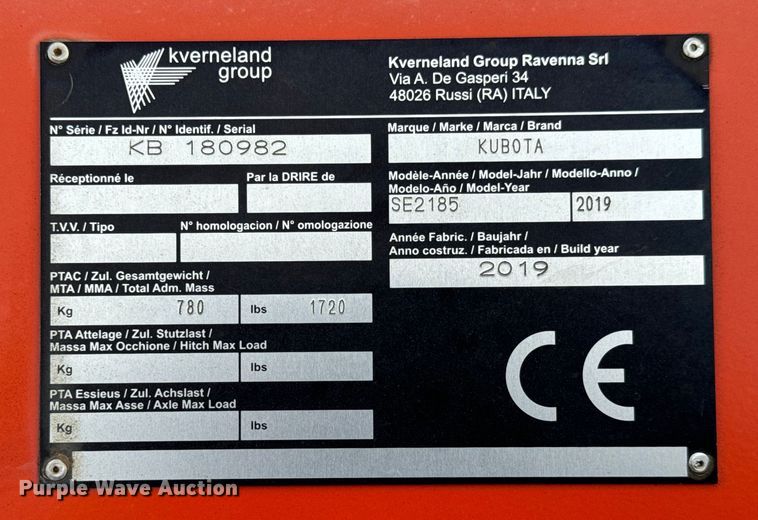 kverneland
group
Kverneland Group Ravenna Srl
Via A. De Gasperi 34
48026 Russi (RA) ITALY
N° Série / Fz Id-Nr / N° Identif. / Serial
KB 180982
Réceptionné le
Par la DRIRE de
T.V.V. / Tipo
N° homologacion / N° omologazione
PTAC / Zul. Gesamtgewicht /
MTA / MMA / Total Adm. Mass
Kg 780 lbs 1720
PTA Attelage / Zul. Stutzlast /
Massa Max Occhione / Hitch Max Load
Kg lbs
PTA Essieus / Zul. Achslast /
Massa Max Asse / Axle Max Load
Kg lbs
Marque / Marke / Marca / Brand
KUBOTA
Modèle-Année / Model-Jahr / Modello-Anno /
Modelo-Año / Model-Year
SE2185 2019
Année Fabric. / Baujahr /
Anno costruz. / Fabricada en / Build year
2019
CE
Purple Wave Auction